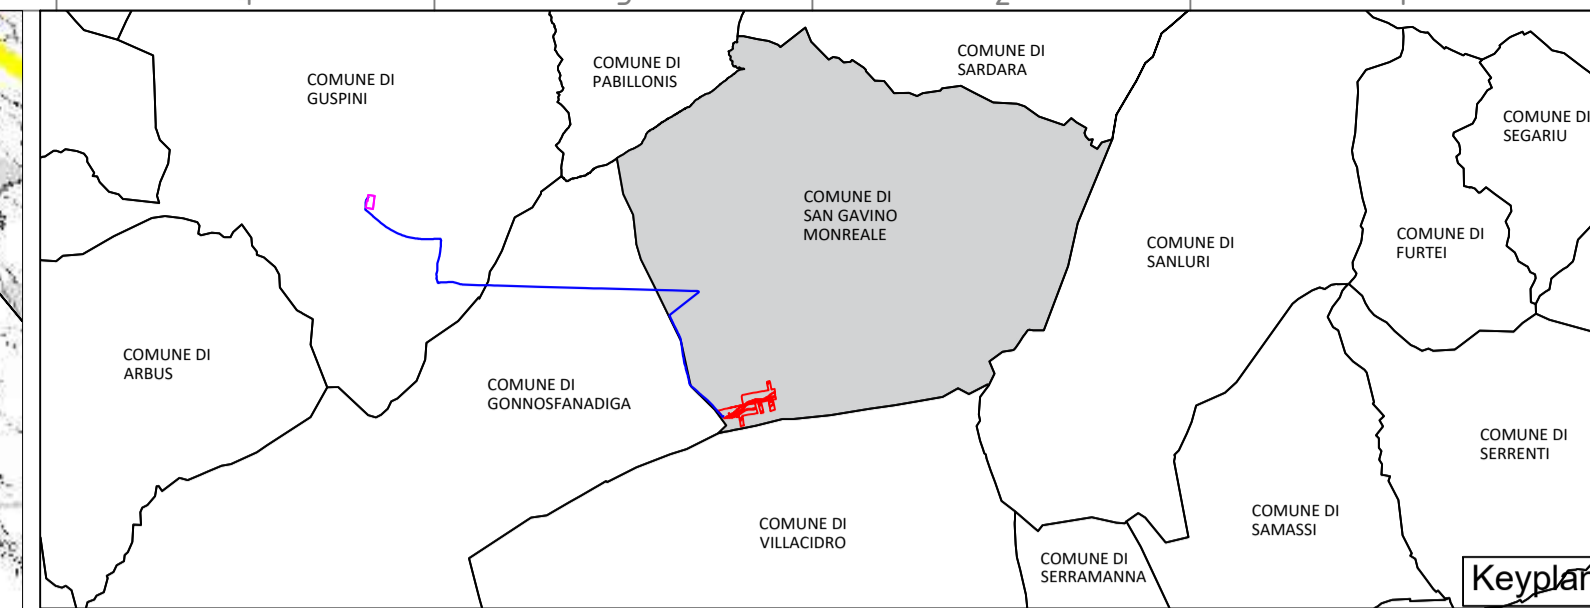 COMUNE DI
GUSPINI
COMUNE DI
PABILLONIS
COMUNE DI
SARDARA
COMUNE DI
SEGARIU
COMUNE DI
SAN GAVINO
MONREALE
COMUNE DI
SANLURI
COMUNE DI
FURTEI
COMUNE DI
ARBUS
COMUNE DI
GONNOSFANADIGA
COMUNE DI
SERRENTI
COMUNE DI
VILLACIDRO
COMUNE DI
SAMASSI
COMUNE DI
SERRAMANNA
Keyplan